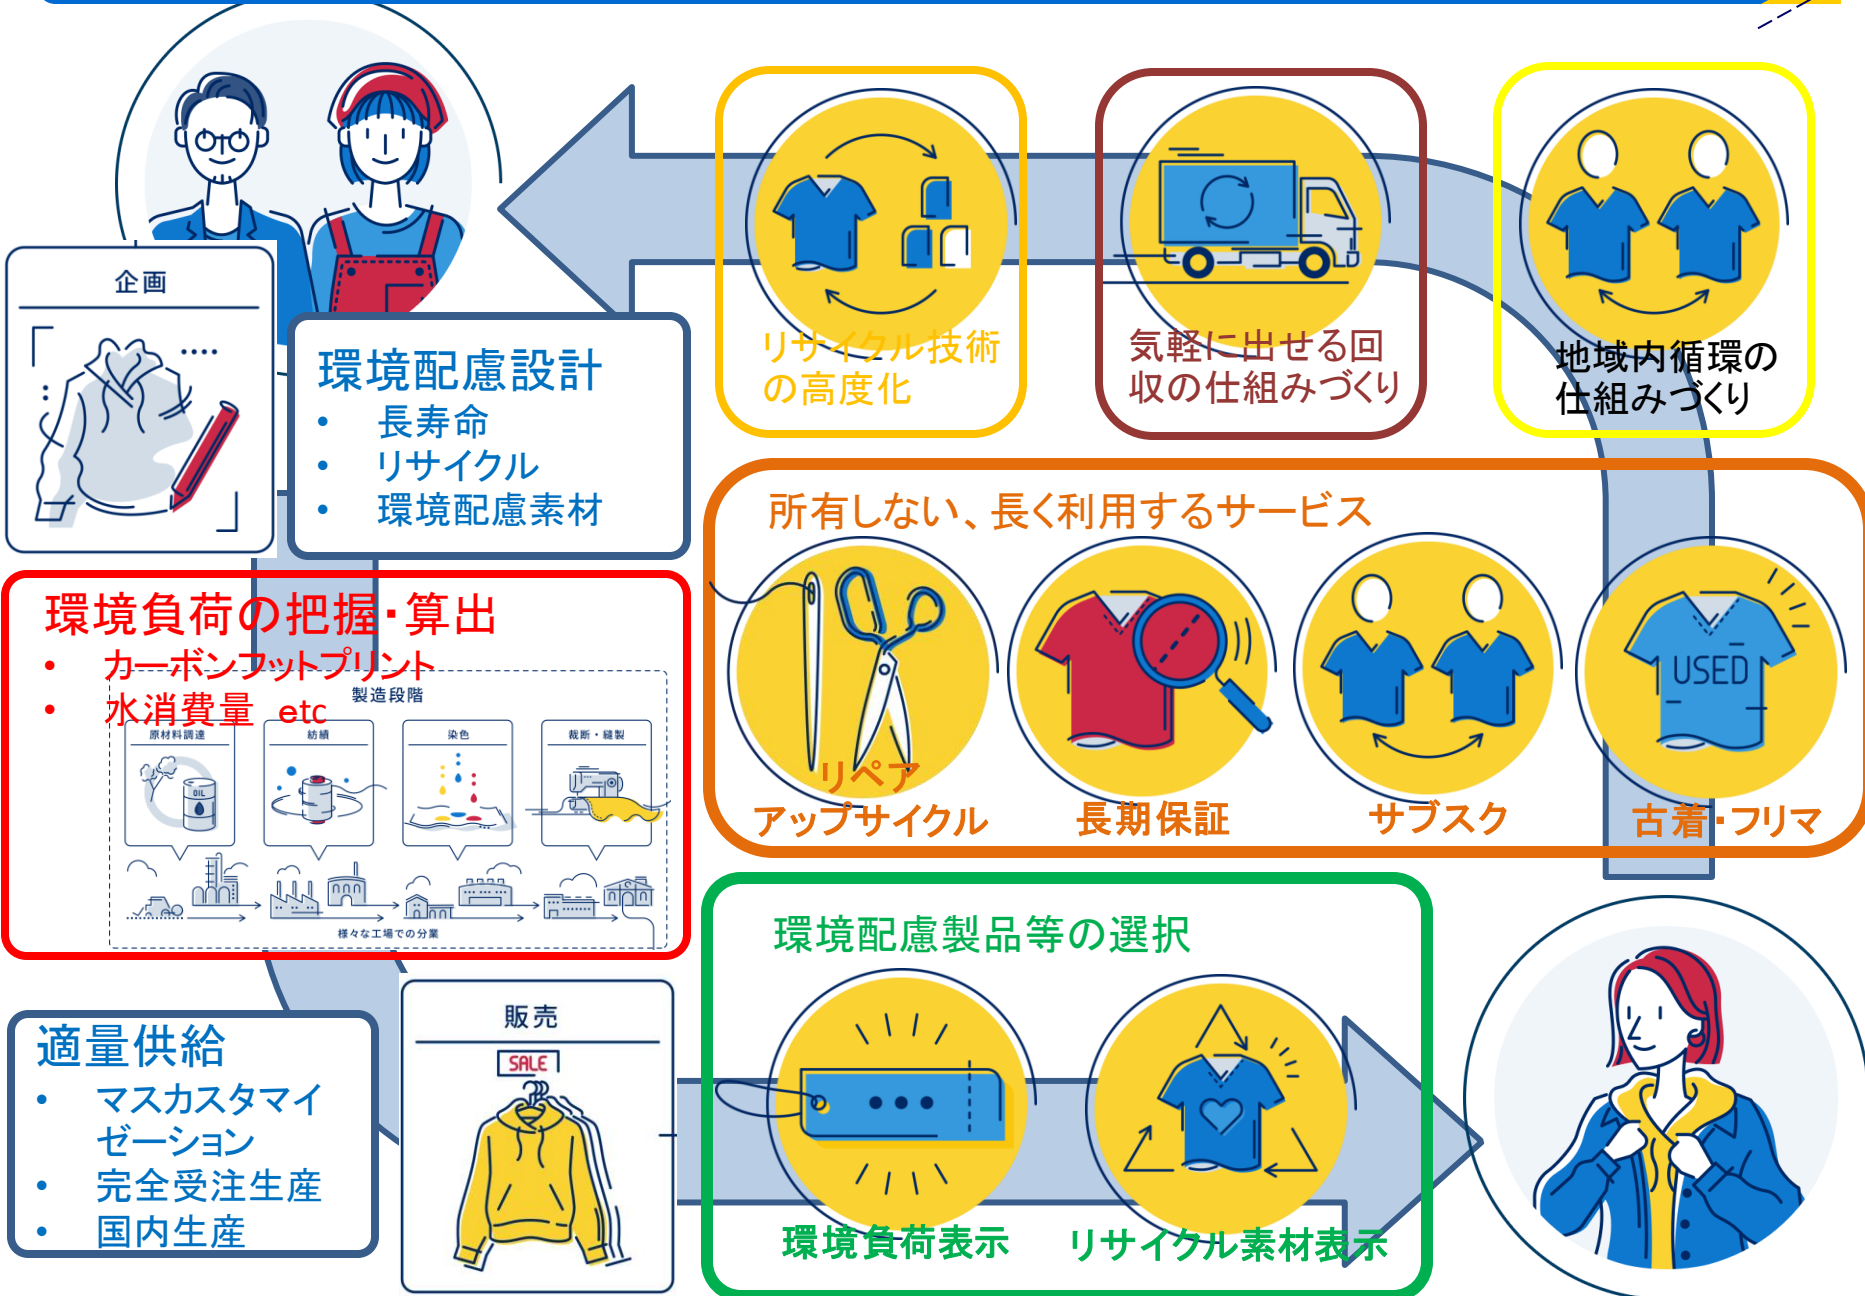 企画
環境配慮設計
• 長寿命
• リサイクル
• 環境配慮素材
リサイクル技術
の高度化
気軽に出せる回
収の仕組みづくり
地域内循環の
仕組みづくり
所有しない、長く利用するサービス
リペア
アップサイクル
長期保証
サブスク
USED
古着・フリマ
環境負荷の把握・算出
• カーボンフットプリント
• 水消費量 etc
製造段階
原材料調達
紡績
染色
裁断・縫製
OIL
様々な工場での分業
適量供給
• マスカスタマイ
ゼーション
• 完全受注生産
• 国内生産
販売
SALE
環境配慮製品等の選択
環境負荷表示
リサイクル素材表示